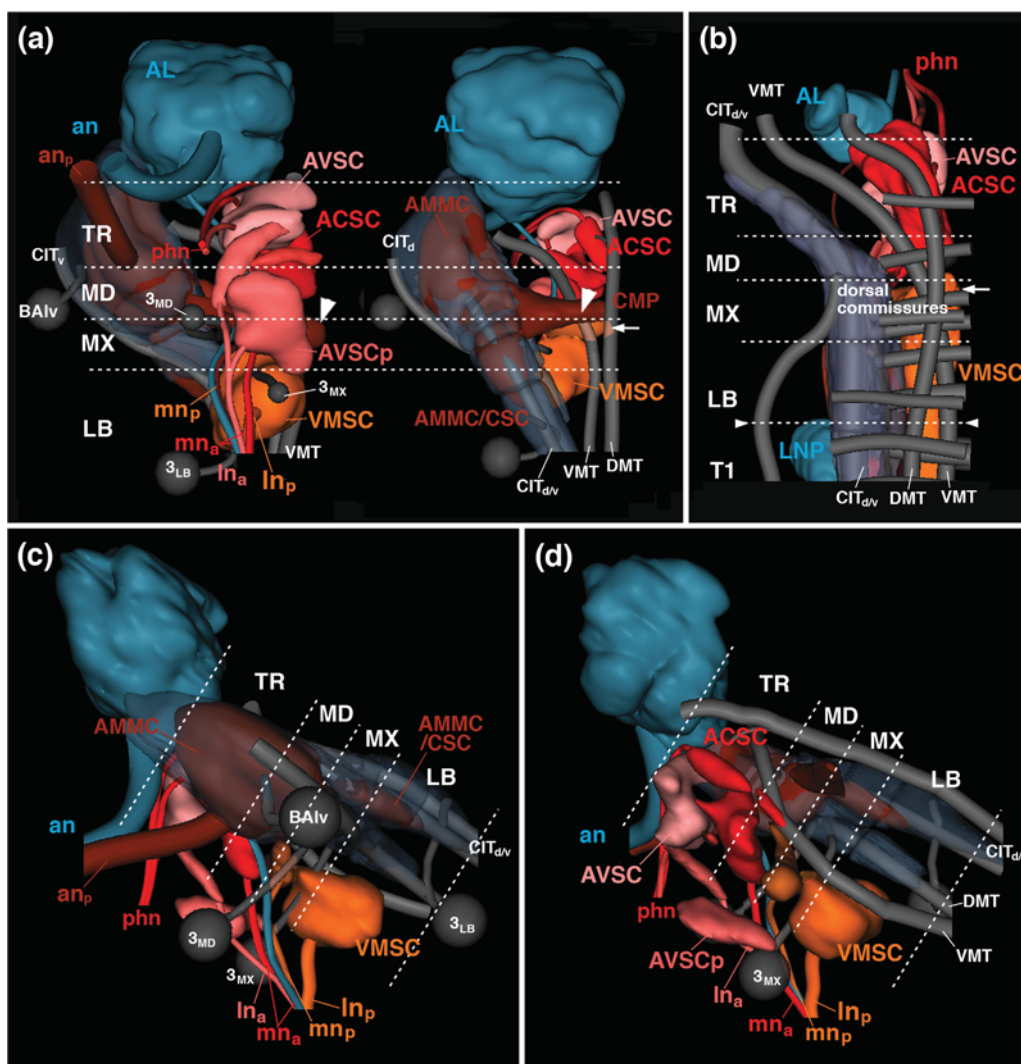 (a)
AL
an
anp
AVSC
TR
ACSC
phn
CITv
MD
3MD
BAlv
MX
AVSCp
3MX
mnp
VMSC
LB
mna
VMT
3LB
lna
lnp
AL
AMMC
AVSC
CITd
ACSC
CMP
VMSC
AMMC/CSC
VMT
DMT
CITd/v
(b)
phn
VMT
AL
CITd/v
AVSC
ACSC
TR
MD
dorsal
commissures
MX
VMSC
LB
LNP
T1
CITd/v
DMT
VMT
(c)
TR
AMMC
MD
MX
AMMC
/CSC
LB
BAlv
an
CITd/v
anp
phn
3LB
3MD
VMSC
3MX
lna
lnp
mna
mnp
(d)
TR
MD
ACSC
MX
LB
an
CITd/
AVSC
DMT
phn
VMSC
VMT
AVSCp
3MX
lna
lnp
mna
mnp